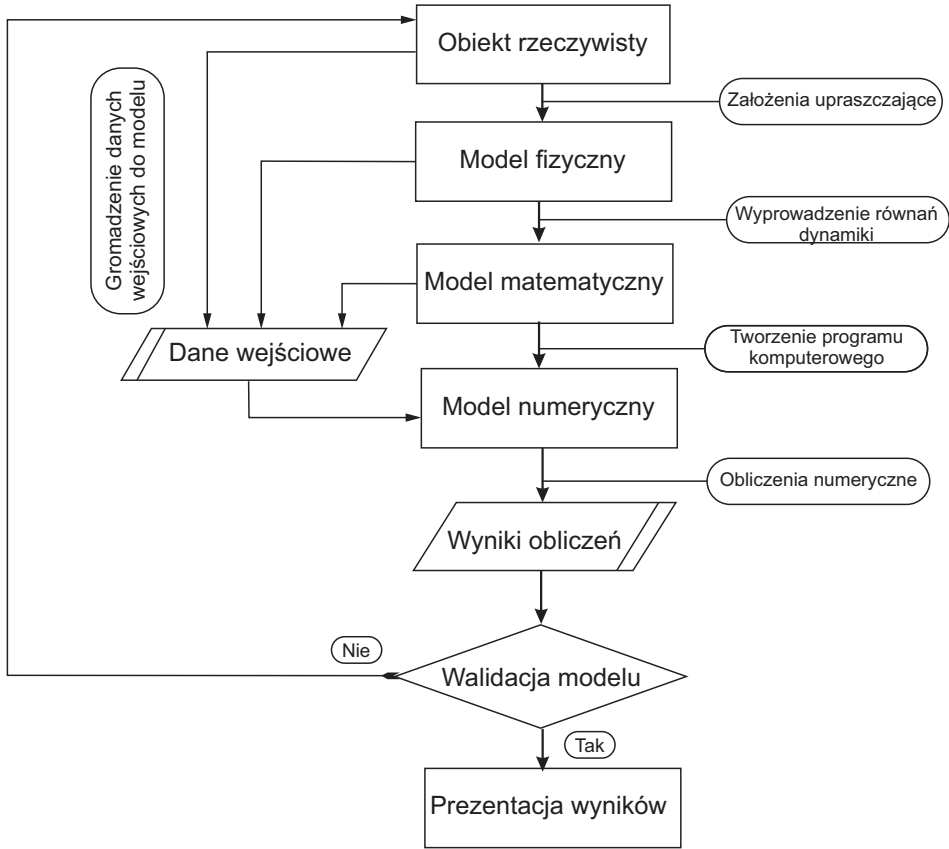 Obiekt rzeczywisty
Założenia upraszczające
Gromadzenie danych
wejściowych do modelu
Model fizyczny
Wyprowadzenie równań
dynamiki
Model matematyczny
Tworzenie programu
komputerowego
Dane wejściowe
Model numeryczny
Obliczenia numeryczne
Wyniki obliczeń
Nie
Walidacja modelu
Tak
Prezentacja wyników